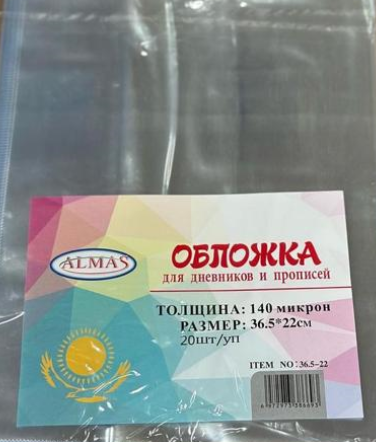 ALMAS
ОБЛОЖКА
для дневников и прописей
ТОЛЩИНА: 140 микрон
РАЗМЕР: 36.5*22см
20шт/уп
ITEM NO:36.5-22